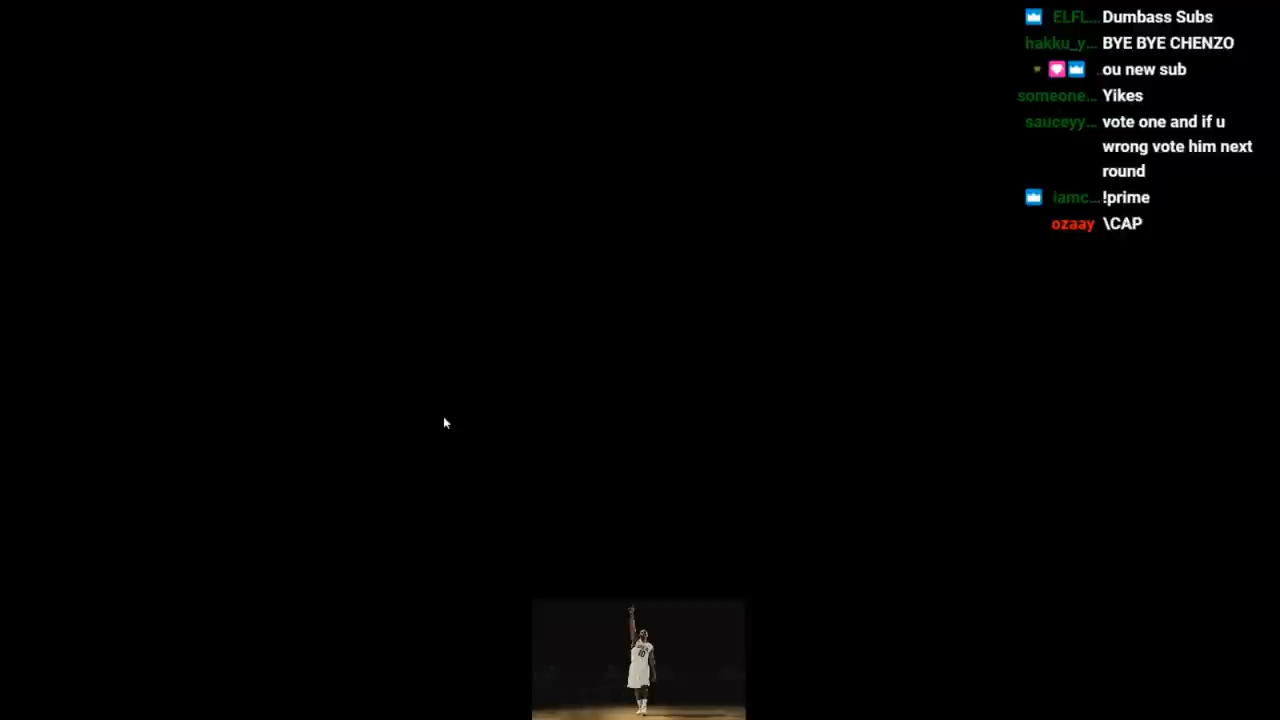 ELFL... Dumbass Subs
hakku_y... BYE BYE CHENZO
ou new sub
someone... Yikes
sauceyy... vote one and if u
wrong vote him next
round
iamc... !prime
ozaay \CAP